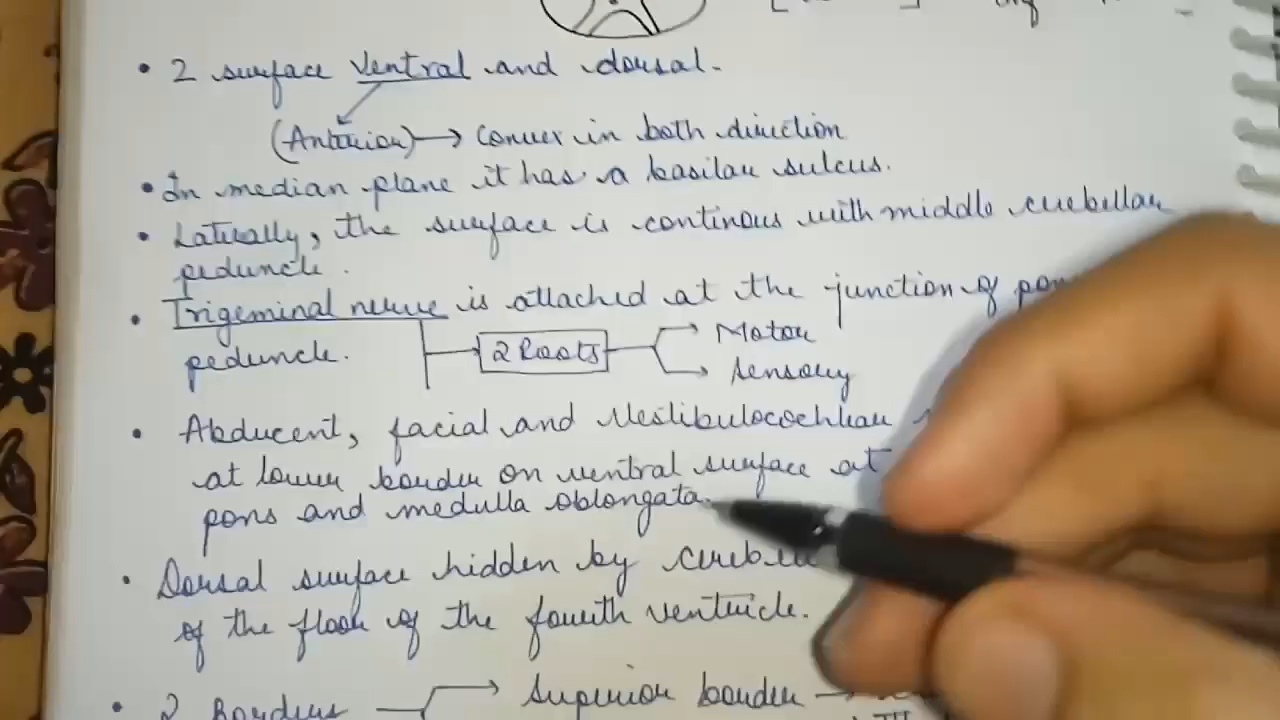 • 2 surface ventral and dorsal.
(Anterior) → Convex in both direction
• In median plane it has a basilar sulcus.
• Laterally, the surface is continous with middle cerebellar
peduncle.
• Trigeminal nerve is attached at the junction of pons
peduncle.
2 Roots
Motor
Sensory
• Abducent, facial and Vestibulocochlear
at lower border on ventral surface at
pons and medulla oblongata.
• Dorsal surface hidden by
of the floor of the fourth ventricle.
• 2 Borders → Superior border →